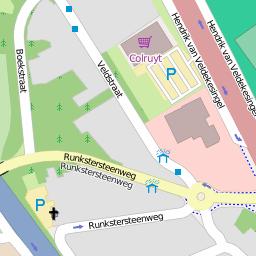 Hendrik van Veldekesingel
Hendrik van Veldekesingel
Colruyt
P
Boekstraat
Veldstraat
Runkstersteenweg
Runkstersteenweg
P
Runkstersteenweg